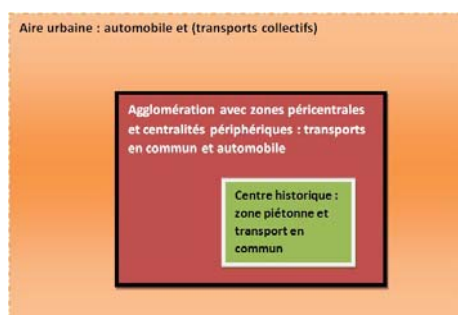 Aire urbaine : automobile et (transports collectifs)
Agglomération avec zones péricentrales
et centralités périphériques : transports
en commun et automobile
Centre historique :
zone piétonne et
transport en
commun